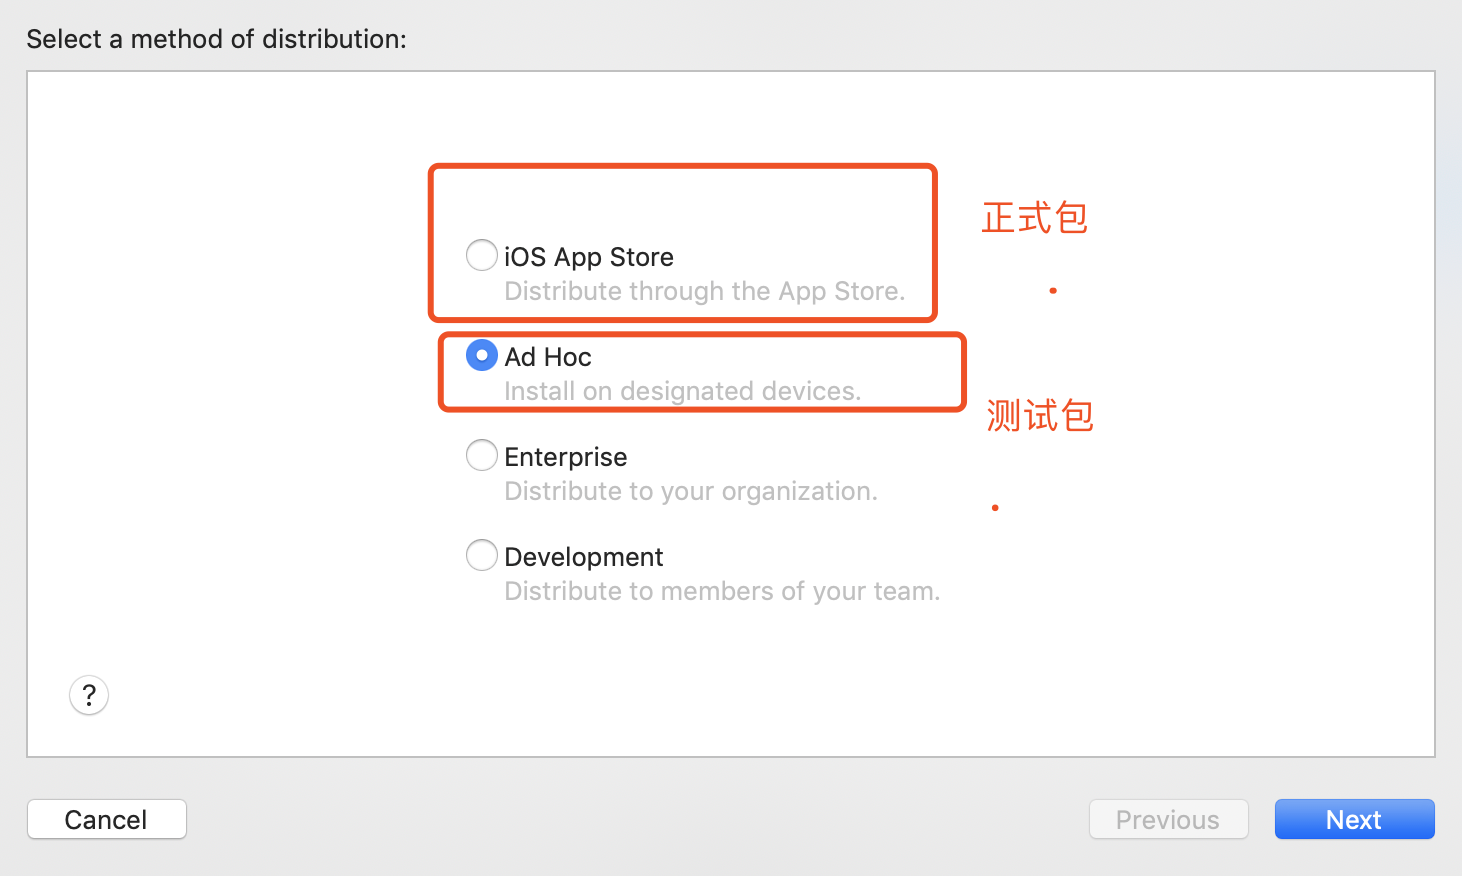 Select a method of distribution:
正式包
iOS App Store
Distribute through the App Store.
Ad Hoc
Install on designated devices.
测试包
Enterprise
Distribute to your organization.
Development
Distribute to members of your team.
?
Cancel
Previous
Next